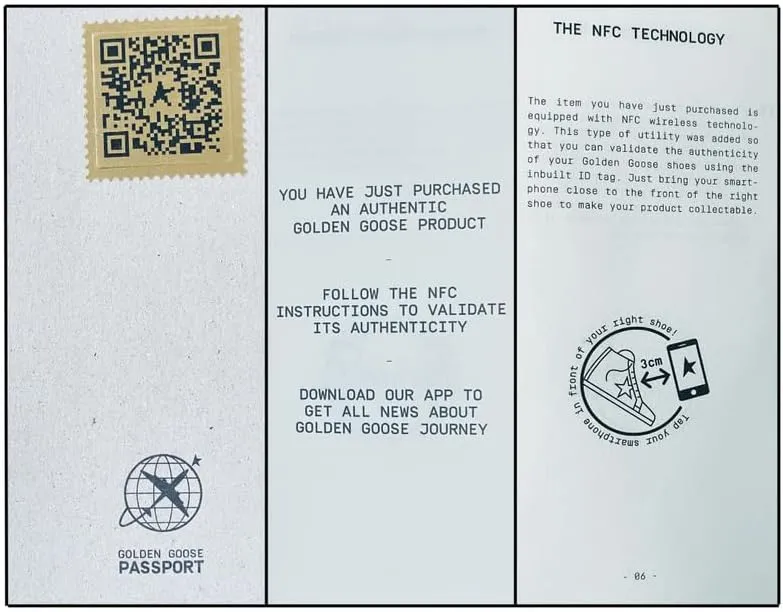 GOLDEN GOOSE
PASSPORT
YOU HAVE JUST PURCHASED
AN AUTHENTIC
GOLDEN GOOSE PRODUCT
–
FOLLOW THE NFC
INSTRUCTIONS TO VALIDATE
ITS AUTHENTICITY
–
DOWNLOAD OUR APP TO
GET ALL NEWS ABOUT
GOLDEN GOOSE JOURNEY
THE NFC TECHNOLOGY
The item you have just purchased is
equipped with NFC wireless technolo-
gy. This type of utility was added so
that you can validate the authenticity
of your Golden Goose shoes using the
inbuilt ID tag. Just bring your smart-
phone close to the front of the right
shoe to make your product collectable.
Tap your smartphone in front of your right shoe!
3cm
- 06 -